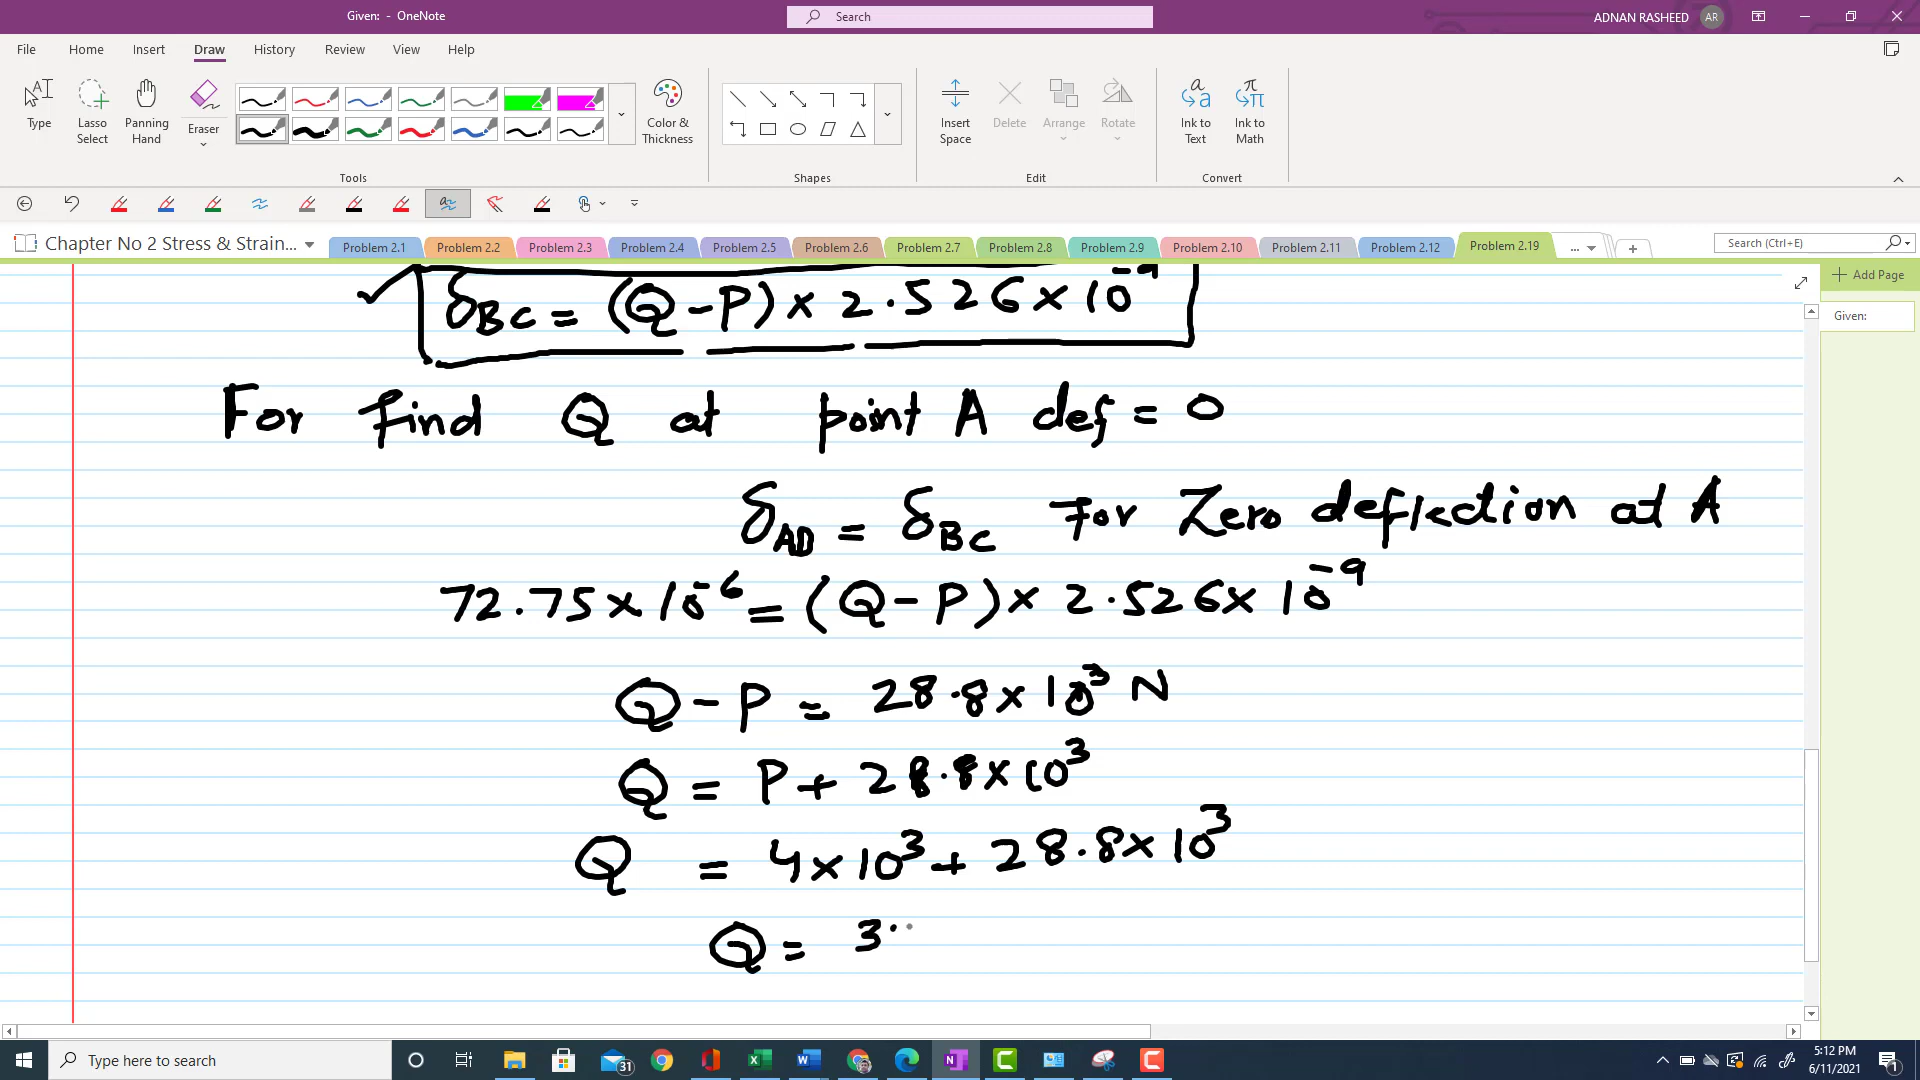 Given: - OneNote
Search
ADNAN RASHEED AR
File Home Insert Draw History Review View Help
Type
Lasso Select
Panning Hand
Eraser
Color & Thickness
Insert Space
Delete
Arrange
Rotate
Ink to Text
Ink to Math
Tools Shapes Edit Convert
Chapter No 2 Stress & Strain...
Problem 2.1 Problem 2.2 Problem 2.3 Problem 2.4 Problem 2.5 Problem 2.6 Problem 2.7 Problem 2.8 Problem 2.9 Problem 2.10 Problem 2.11 Problem 2.12 Problem 2.19 ...
Search (Ctrl+E)
Add Page
Given:
δBC = (Q-P) × 2.526 × 10⁻⁹
For find Q at point A def = 0
δAD = δBC For Zero deflection at A
72.75 × 10⁻⁶ = (Q-P) × 2.526 × 10⁻⁹
Q - P = 28.8 × 10³ N
Q = P + 28.8 × 10³
Q = 4 × 10³ + 28.8 × 10³
Q = 3
Type here to search
31
5:12 PM
6/11/2021
1